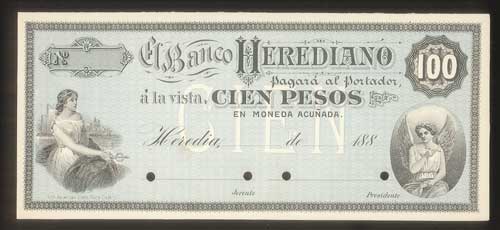 Nº El Banco HEREDIANO 100
Pagará al Portador,
á la vista, CIEN PESOS
EN MONEDA ACUÑADA.
CIEN
Heredia, de 188
Jerente Presidente